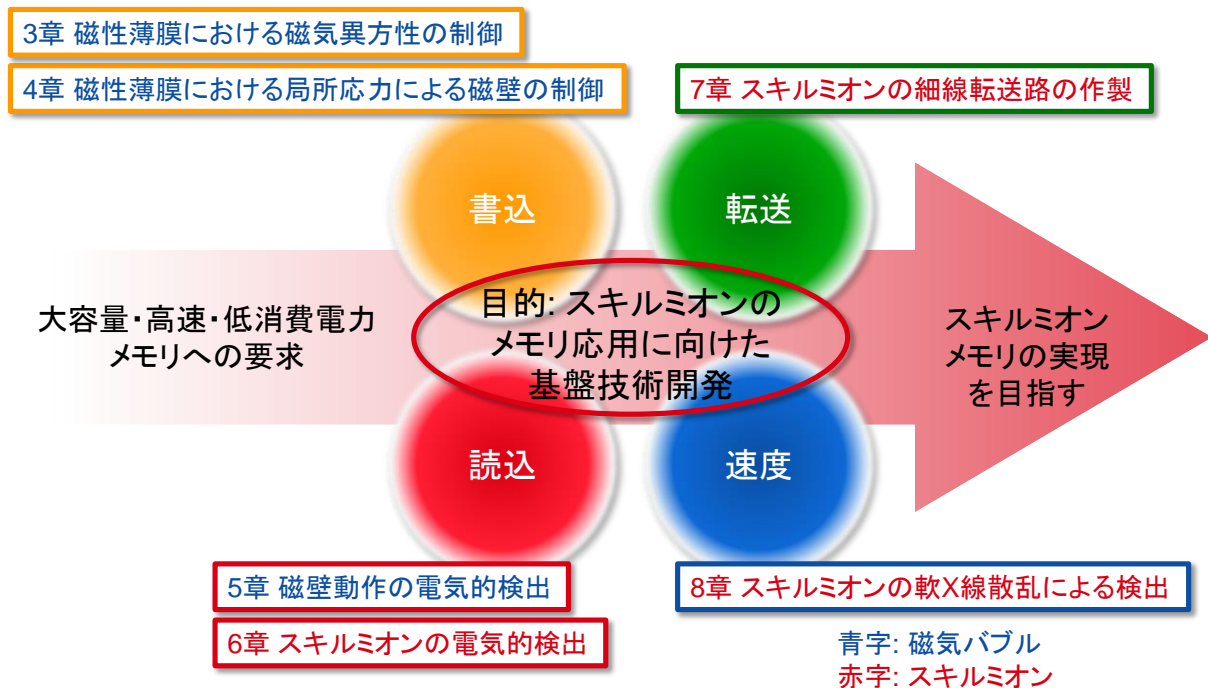 3章 磁性薄膜における磁気異方性の制御
4章 磁性薄膜における局所応力による磁壁の制御
7章 スキルミオンの細線転送路の作製
書込
転送
大容量・高速・低消費電力
メモリへの要求
目的: スキルミオンの
メモリ応用に向けた
基盤技術開発
スキルミオン
メモリの実現
を目指す
読込
速度
5章 磁壁動作の電気的検出
6章 スキルミオンの電気的検出
8章 スキルミオンの軟X線散乱による検出
青字: 磁気バブル
赤字: スキルミオン